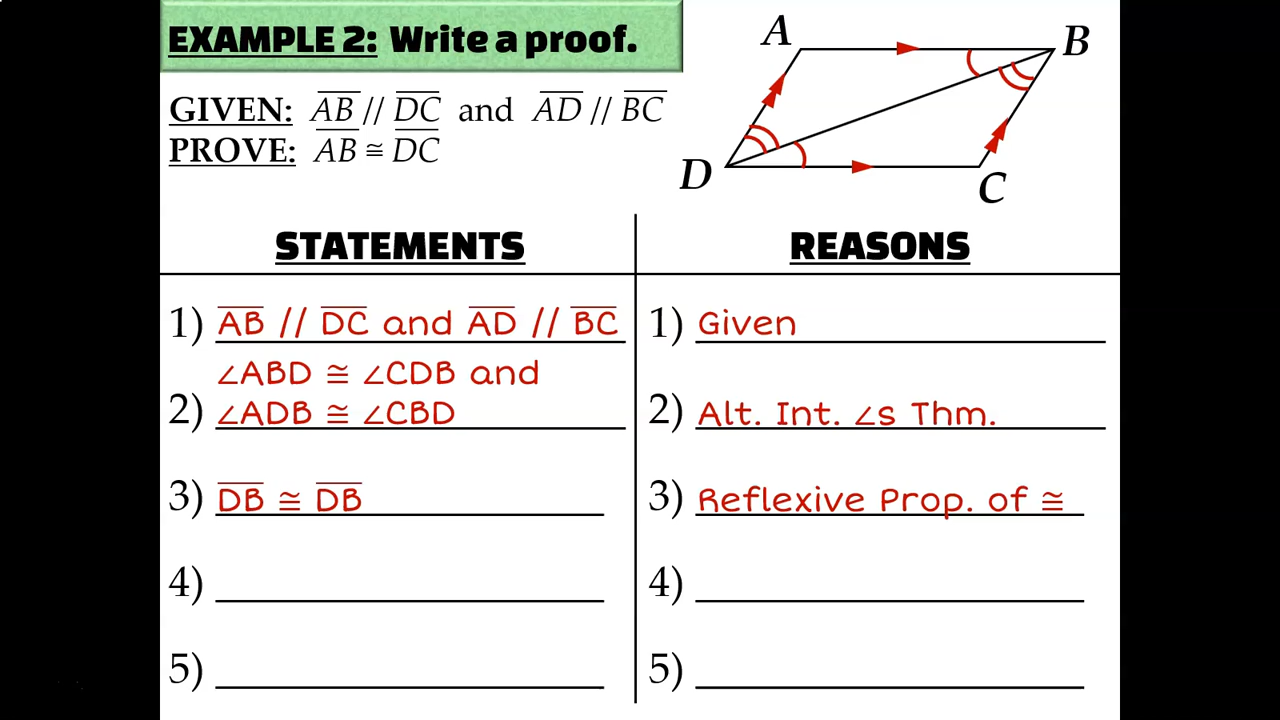 EXAMPLE 2: Write a proof.
GIVEN: AB // DC and AD // BC
PROVE: AB ≅ DC
A
B
D
C
STATEMENTS
REASONS
1) AB // DC and AD // BC
1) Given
∠ABD ≅ ∠CDB and
2) ∠ADB ≅ ∠CBD
2) Alt. Int. ∠s Thm.
3) DB ≅ DB
3) Reflexive Prop. of ≅
4)
4)
5)
5)